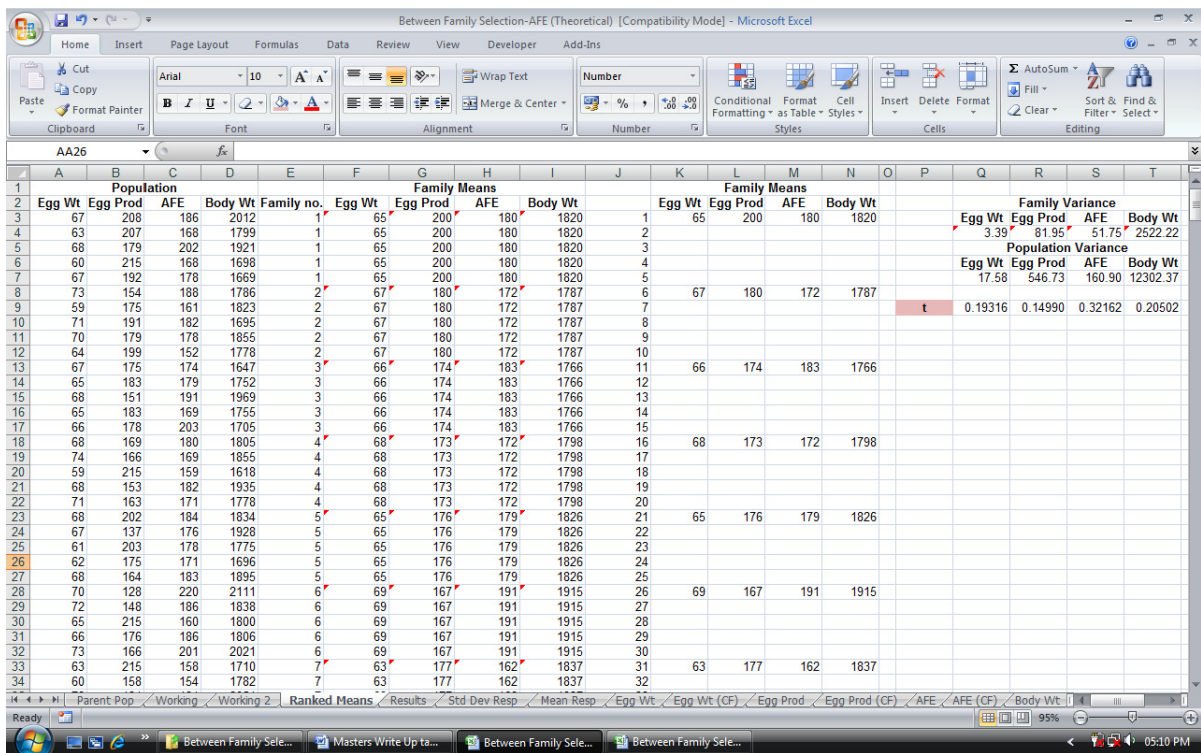 Between Family Selection-AFE (Theoretical) [Compatibility Mode] - Microsoft Excel
Home Insert Page Layout Formulas Data Review View Developer Add-Ins
Cut Arial 10 Wrap Text Number Σ AutoSum
Copy Fill
Paste Format Painter B I U Merge & Center % , Conditional Formatting Format as Table Cell Styles Insert Delete Format Clear Sort & Filter Find & Select
Clipboard Font Alignment Number Styles Cells Editing
AA26 fx
A B C D E F G H I J K L M N O P Q R S T
1 Population Family Means Family Means
2 Egg Wt Egg Prod AFE Body Wt Family no. Egg Wt Egg Prod AFE Body Wt Egg Wt Egg Prod AFE Body Wt Family Variance
3 67 208 186 2012 1 65 200 180 1820 1 65 200 180 1820 Egg Wt Egg Prod AFE Body Wt
4 63 207 168 1799 1 65 200 180 1820 2 3.39 81.95 51.75 2522.22
5 68 179 202 1921 1 65 200 180 1820 3 Population Variance
6 60 215 168 1698 1 65 200 180 1820 4 Egg Wt Egg Prod AFE Body Wt
7 67 192 178 1669 1 65 200 180 1820 5 17.58 546.73 160.90 12302.37
8 73 154 188 1786 2 67 180 172 1787 6 67 180 172 1787
9 59 175 161 1823 2 67 180 172 1787 7 t 0.19316 0.14990 0.32162 0.20502
10 71 191 182 1695 2 67 180 172 1787 8
11 70 179 178 1855 2 67 180 172 1787 9
12 64 199 152 1778 2 67 180 172 1787 10
13 67 175 174 1647 3 66 174 183 1766 11 66 174 183 1766
14 65 183 179 1752 3 66 174 183 1766 12
15 68 151 191 1969 3 66 174 183 1766 13
16 65 183 169 1755 3 66 174 183 1766 14
17 66 178 203 1705 3 66 174 183 1766 15
18 68 169 180 1805 4 68 173 172 1798 16 68 173 172 1798
19 74 166 169 1855 4 68 173 172 1798 17
20 59 215 159 1618 4 68 173 172 1798 18
21 68 153 182 1935 4 68 173 172 1798 19
22 71 163 171 1778 4 68 173 172 1798 20
23 68 202 184 1834 5 65 176 179 1826 21 65 176 179 1826
24 67 137 176 1928 5 65 176 179 1826 22
25 61 203 178 1775 5 65 176 179 1826 23
26 62 175 171 1696 5 65 176 179 1826 24
27 68 164 183 1895 5 65 176 179 1826 25
28 70 128 220 2111 6 69 167 191 1915 26 69 167 191 1915
29 72 148 186 1838 6 69 167 191 1915 27
30 65 215 160 1800 6 69 167 191 1915 28
31 66 176 186 1806 6 69 167 191 1915 29
32 73 166 201 2021 6 69 167 191 1915 30
33 63 215 158 1710 7 63 177 162 1837 31 63 177 162 1837
34 60 158 154 1782 7 63 177 162 1837 32
Parent Pop Working Working 2 Ranked Means Results Std Dev Resp Mean Resp Egg Wt Egg Wt (CF) Egg Prod Egg Prod (CF) AFE AFE (CF) Body Wt
Ready 95%
Between Family Sele... Masters Write Up ta... Between Family Sele... Between Family Sele... 05:10 PM